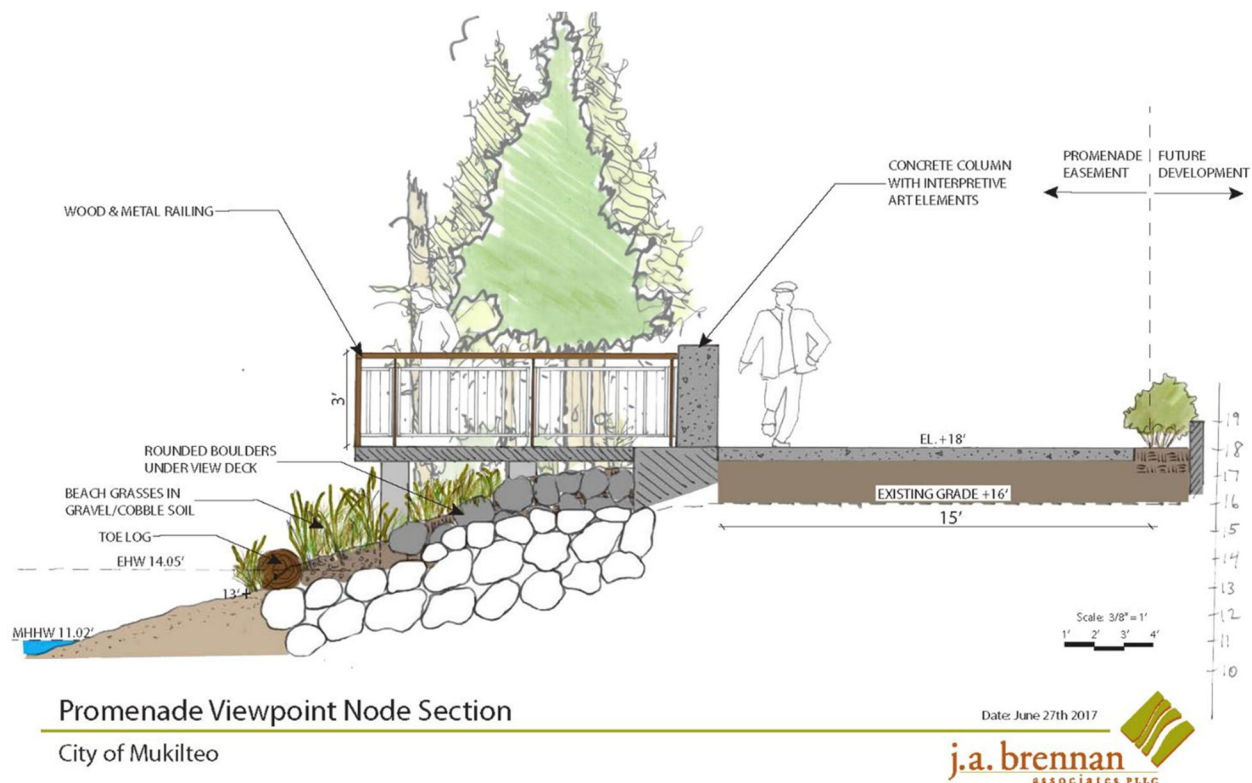 PROMENADE
EASEMENT
FUTURE
DEVELOPMENT
CONCRETE COLUMN
WITH INTERPRETIVE
ART ELEMENTS
WOOD & METAL RAILING
3'
ROUNDED BOULDERS
UNDER VIEW DECK
BEACH GRASSES IN
GRAVEL/COBBLE SOIL
TOE LOG
EHW 14.05'
13'+
MHHW 11.02'
EL. +18'
EXISTING GRADE +16'
15'
19
18
17
16
15
14
13
12
11
10
Scale: 3/8" = 1'
1' 2' 3' 4'
Promenade Viewpoint Node Section
Date: June 27th 2017
City of Mukilteo
j.a. brennan
associates PLLC